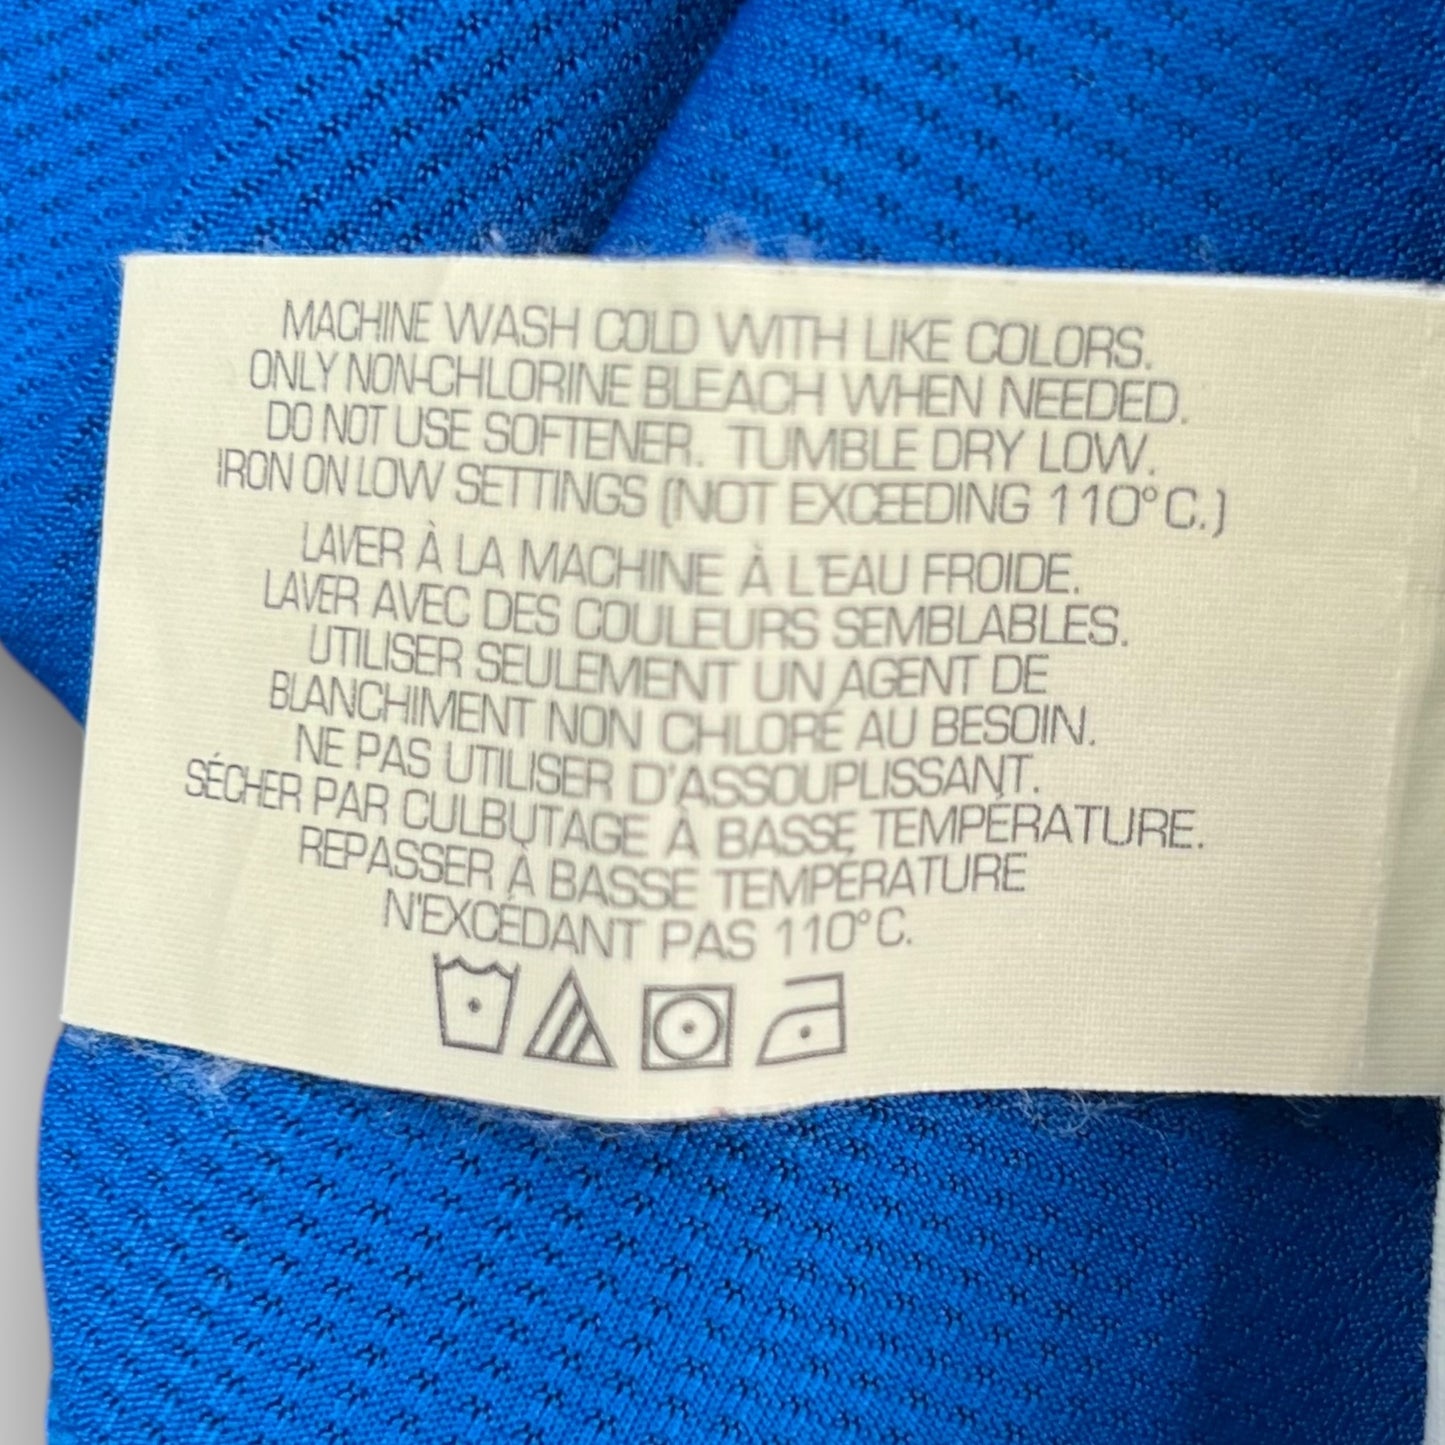 MACHINE WASH COLD WITH LIKE COLORS.
ONLY NON-CHLORINE BLEACH WHEN NEEDED.
DO NOT USE SOFTENER. TUMBLE DRY LOW.
IRON ON LOW SETTINGS (NOT EXCEEDING 110°C.)
LAVER À LA MACHINE À L'EAU FROIDE.
LAVER AVEC DES COULEURS SEMBLABLES.
UTILISER SEULEMENT UN AGENT DE
BLANCHIMENT NON CHLORÉ AU BESOIN.
NE PAS UTILISER D'ASSOUPLISSANT.
SÉCHER PAR CULBUTAGE À BASSE TEMPÉRATURE.
REPASSER À BASSE TEMPÉRATURE
N'EXCÉDANT PAS 110°C.